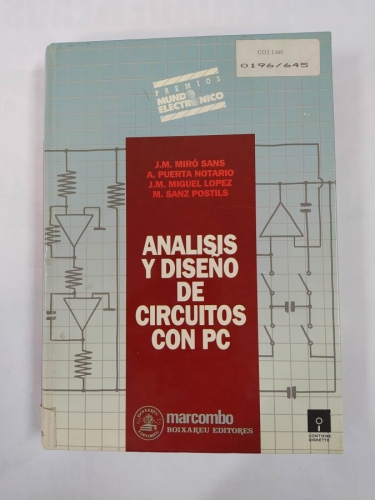 COIIAR
0196/645
PREMIOS
MUNDO
ELECTRONICO
J.M. MIRÓ SANS
A. PUERTA NOTARIO
J.M. MIGUEL LOPEZ
M. SANZ POSTILS
ANALISIS
Y DISEÑO
DE
CIRCUITOS
CON PC
marcombo
BOIXAREU EDITORES
CONTIENE
DISKETTE